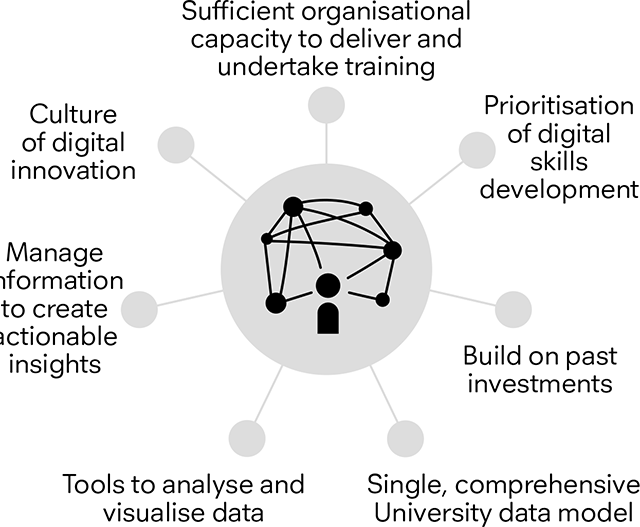 Sufficient organisational
capacity to deliver and
undertake training
Prioritisation
of digital
skills
development
Build on past
investments
Single, comprehensive
University data model
Tools to analyse and
visualise data
Manage
nformation
to create
actionable
insights
Culture
of digital
innovation